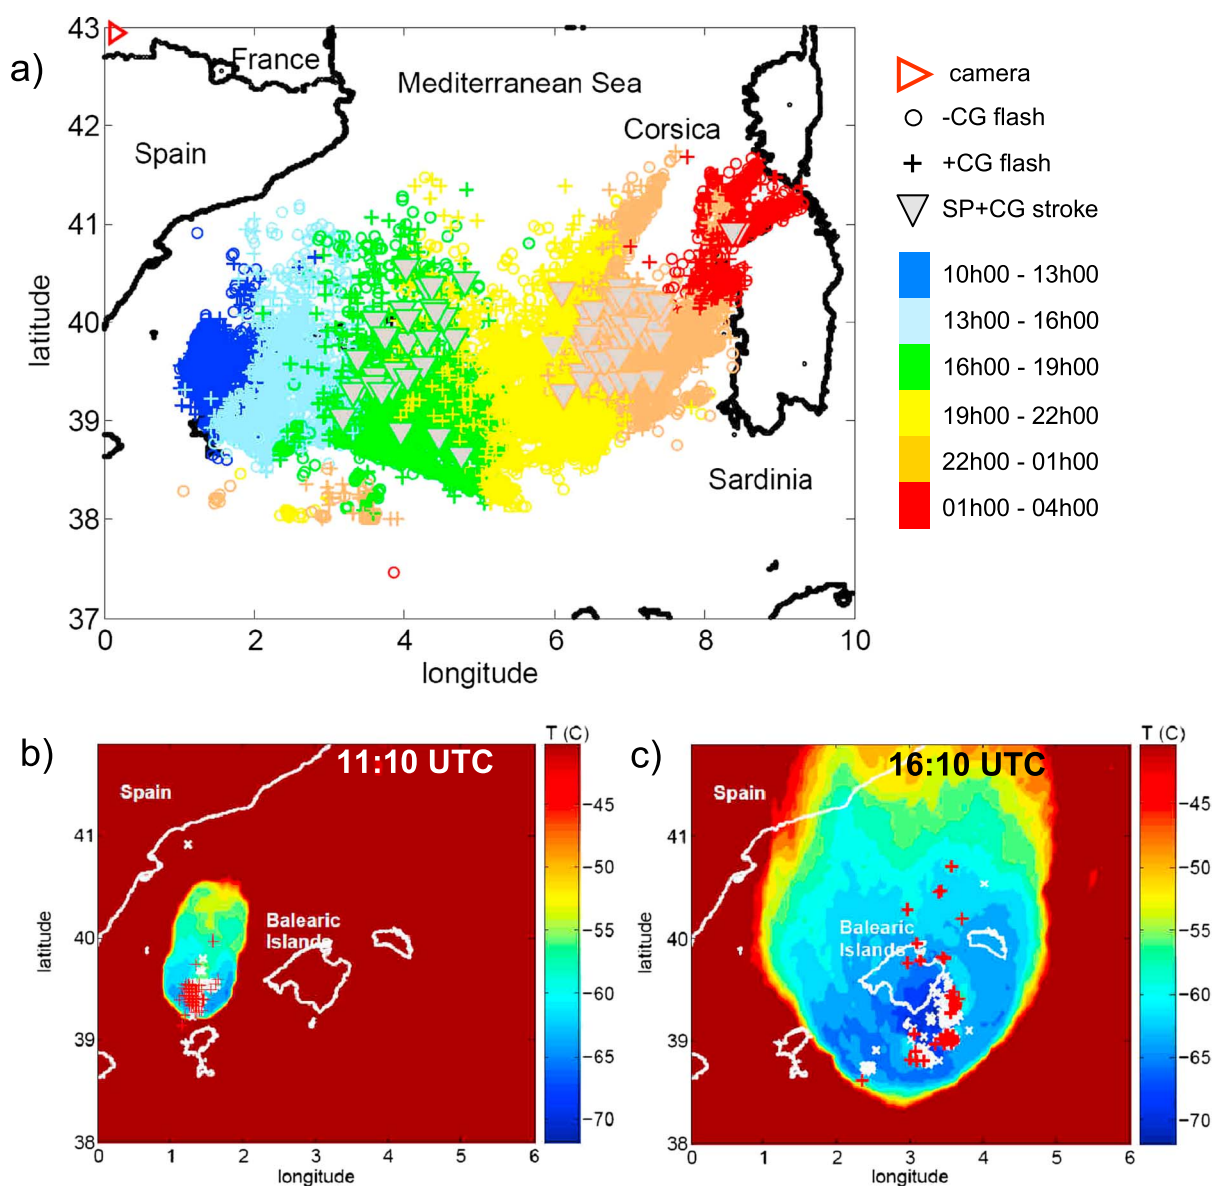 a)
43
42
41
40
39
38
37
0
2
4
6
8
10
latitude
longitude
France
Spain
Mediterranean Sea
Corsica
Sardinia
camera
-CG flash
+CG flash
SP+CG stroke
10h00 - 13h00
13h00 - 16h00
16h00 - 19h00
19h00 - 22h00
22h00 - 01h00
01h00 - 04h00
b)
11:10 UTC
Spain
Balearic
Islands
41
40
39
38
0
1
2
3
4
5
6
latitude
longitude
T (C)
−45
−50
−55
−60
−65
−70
c)
16:10 UTC
Spain
Balearic
Islands
41
40
39
38
0
1
2
3
4
5
6
latitude
longitude
T (C)
−45
−50
−55
−60
−65
−70